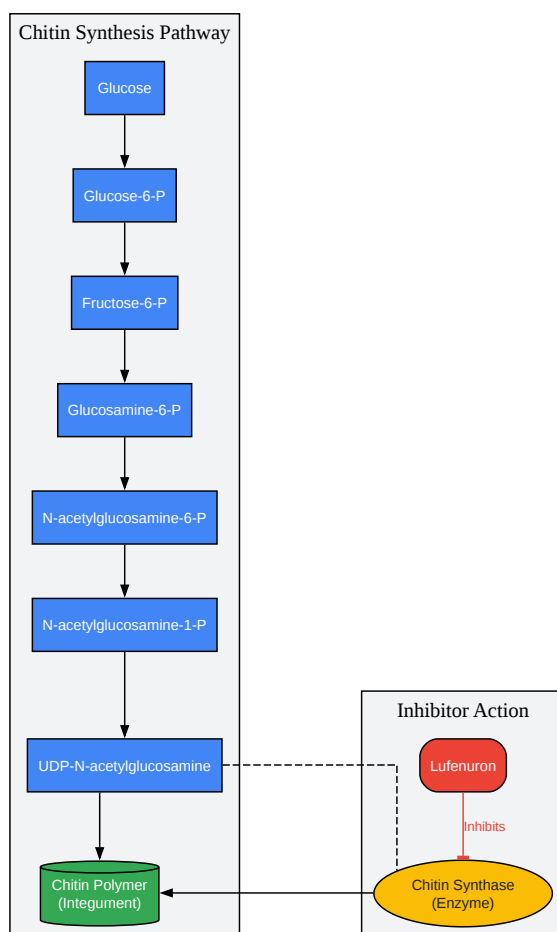 Chitin Synthesis Pathway
Glucose
Glucose-6-P
Fructose-6-P
Glucosamine-6-P
N-acetylglucosamine-6-P
N-acetylglucosamine-1-P
UDP-N-acetylglucosamine
Chitin Polymer
(Integument)
Inhibitor Action
Lufenuron
Inhibits
Chitin Synthase
(Enzyme)